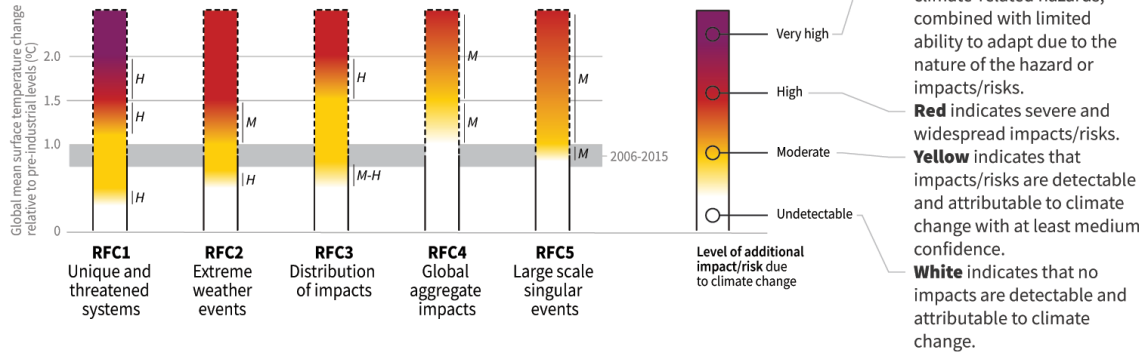 Global mean surface temperature change
relative to pre-industrial levels (ºC)
2.0
1.5
1.0
0
H
H
H
M
H
H
M-H
M
M
M
M
2006-2015
RFC1
Unique and
threatened
systems
RFC2
Extreme
weather
events
RFC3
Distribution
of impacts
RFC4
Global
aggregate
impacts
RFC5
Large scale
singular
events
Very high
High
Moderate
Undetectable
Level of additional
impact/risk due
to climate change
combined with limited
ability to adapt due to the
nature of the hazard or
impacts/risks.
Red indicates severe and
widespread impacts/risks.
Yellow indicates that
impacts/risks are detectable
and attributable to climate
change with at least medium
confidence.
White indicates that no
impacts are detectable and
attributable to climate
change.